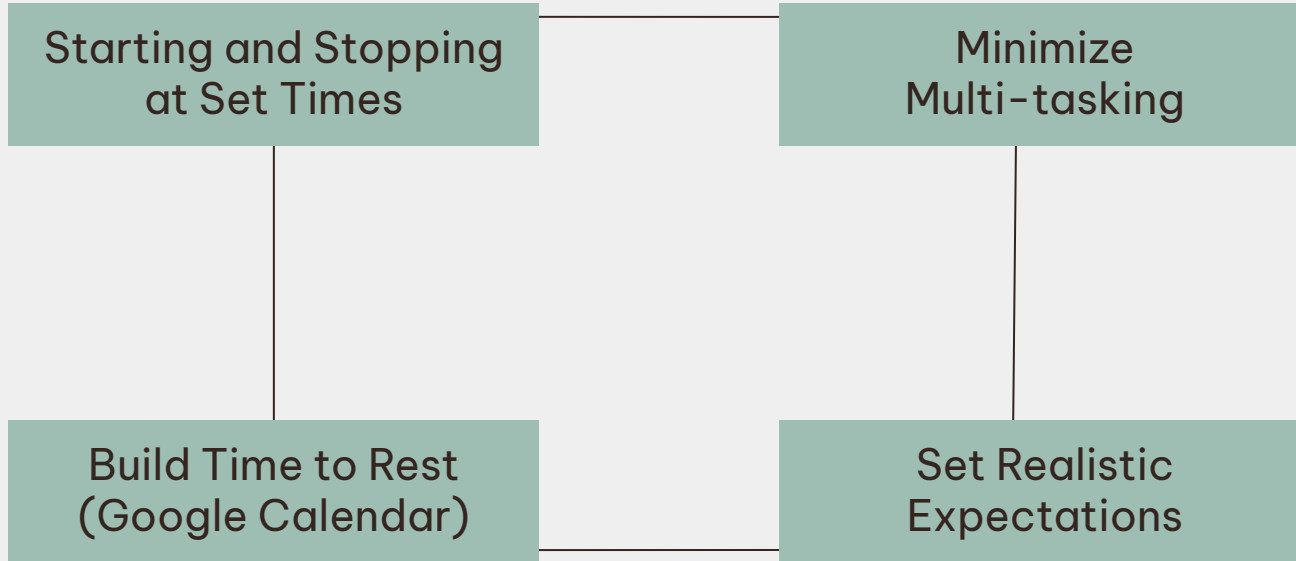 Starting and Stopping
at Set Times
Minimize
Multi-tasking
Build Time to Rest
(Google Calendar)
Set Realistic
Expectations